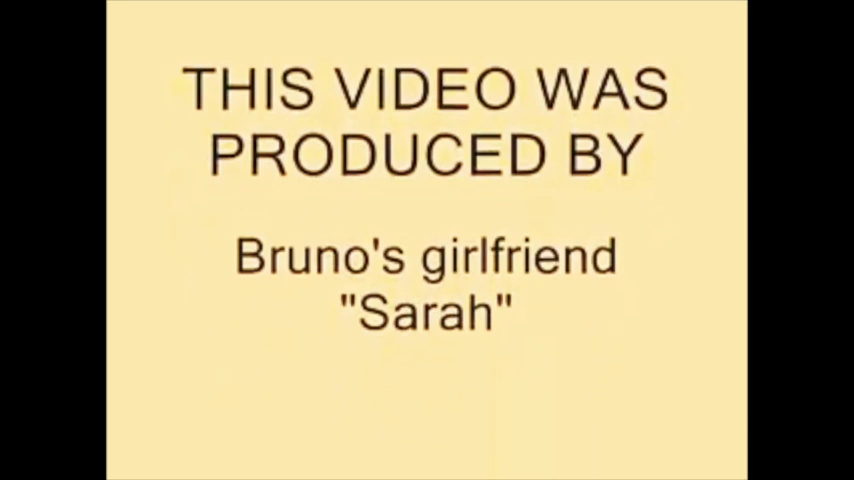 THIS VIDEO WAS
PRODUCED BY
Bruno's girlfriend
"Sarah"